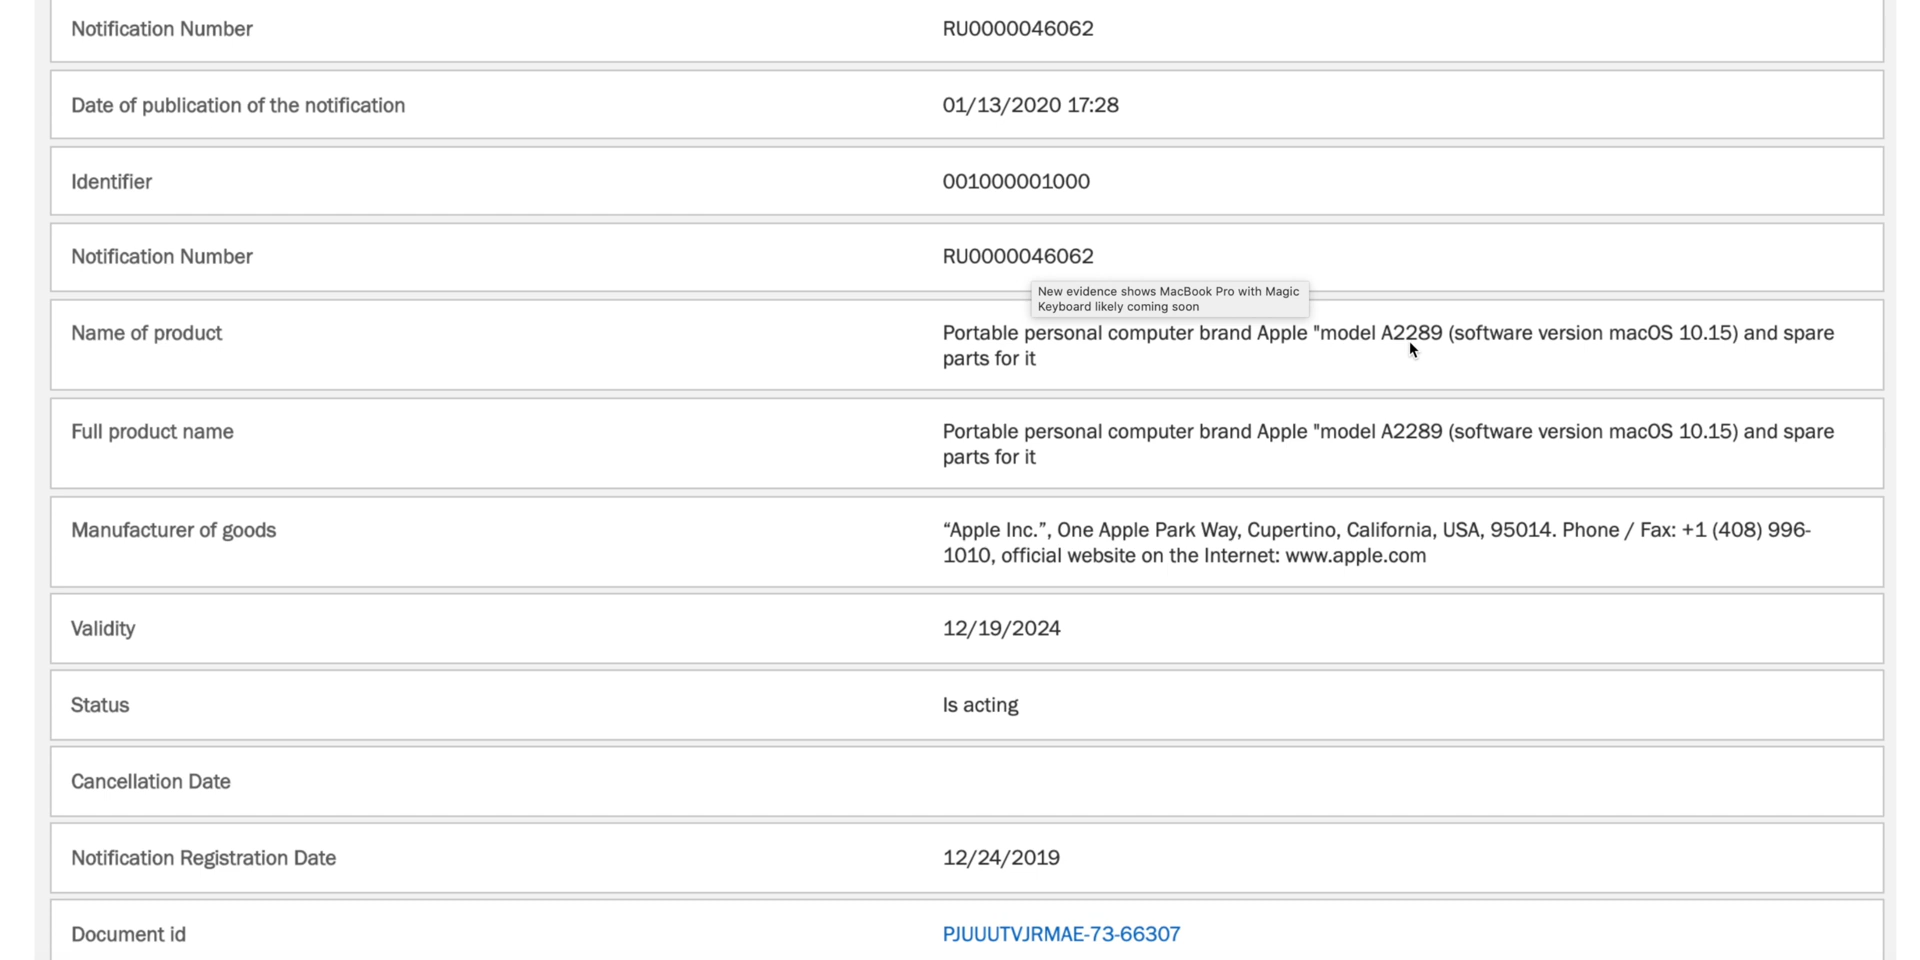 Notification Number
RU0000046062
Date of publication of the notification
01/13/2020 17:28
Identifier
001000001000
Notification Number
RU0000046062
New evidence shows MacBook Pro with Magic
Keyboard likely coming soon
Name of product
Portable personal computer brand Apple "model A2289 (software version macOS 10.15) and spare
parts for it
Full product name
Portable personal computer brand Apple "model A2289 (software version macOS 10.15) and spare
parts for it
Manufacturer of goods
“Apple Inc.”, One Apple Park Way, Cupertino, California, USA, 95014. Phone / Fax: +1 (408) 996-
1010, official website on the Internet: www.apple.com
Validity
12/19/2024
Status
Is acting
Cancellation Date
Notification Registration Date
12/24/2019
Document id
PJUUUTVJRMAE-73-66307